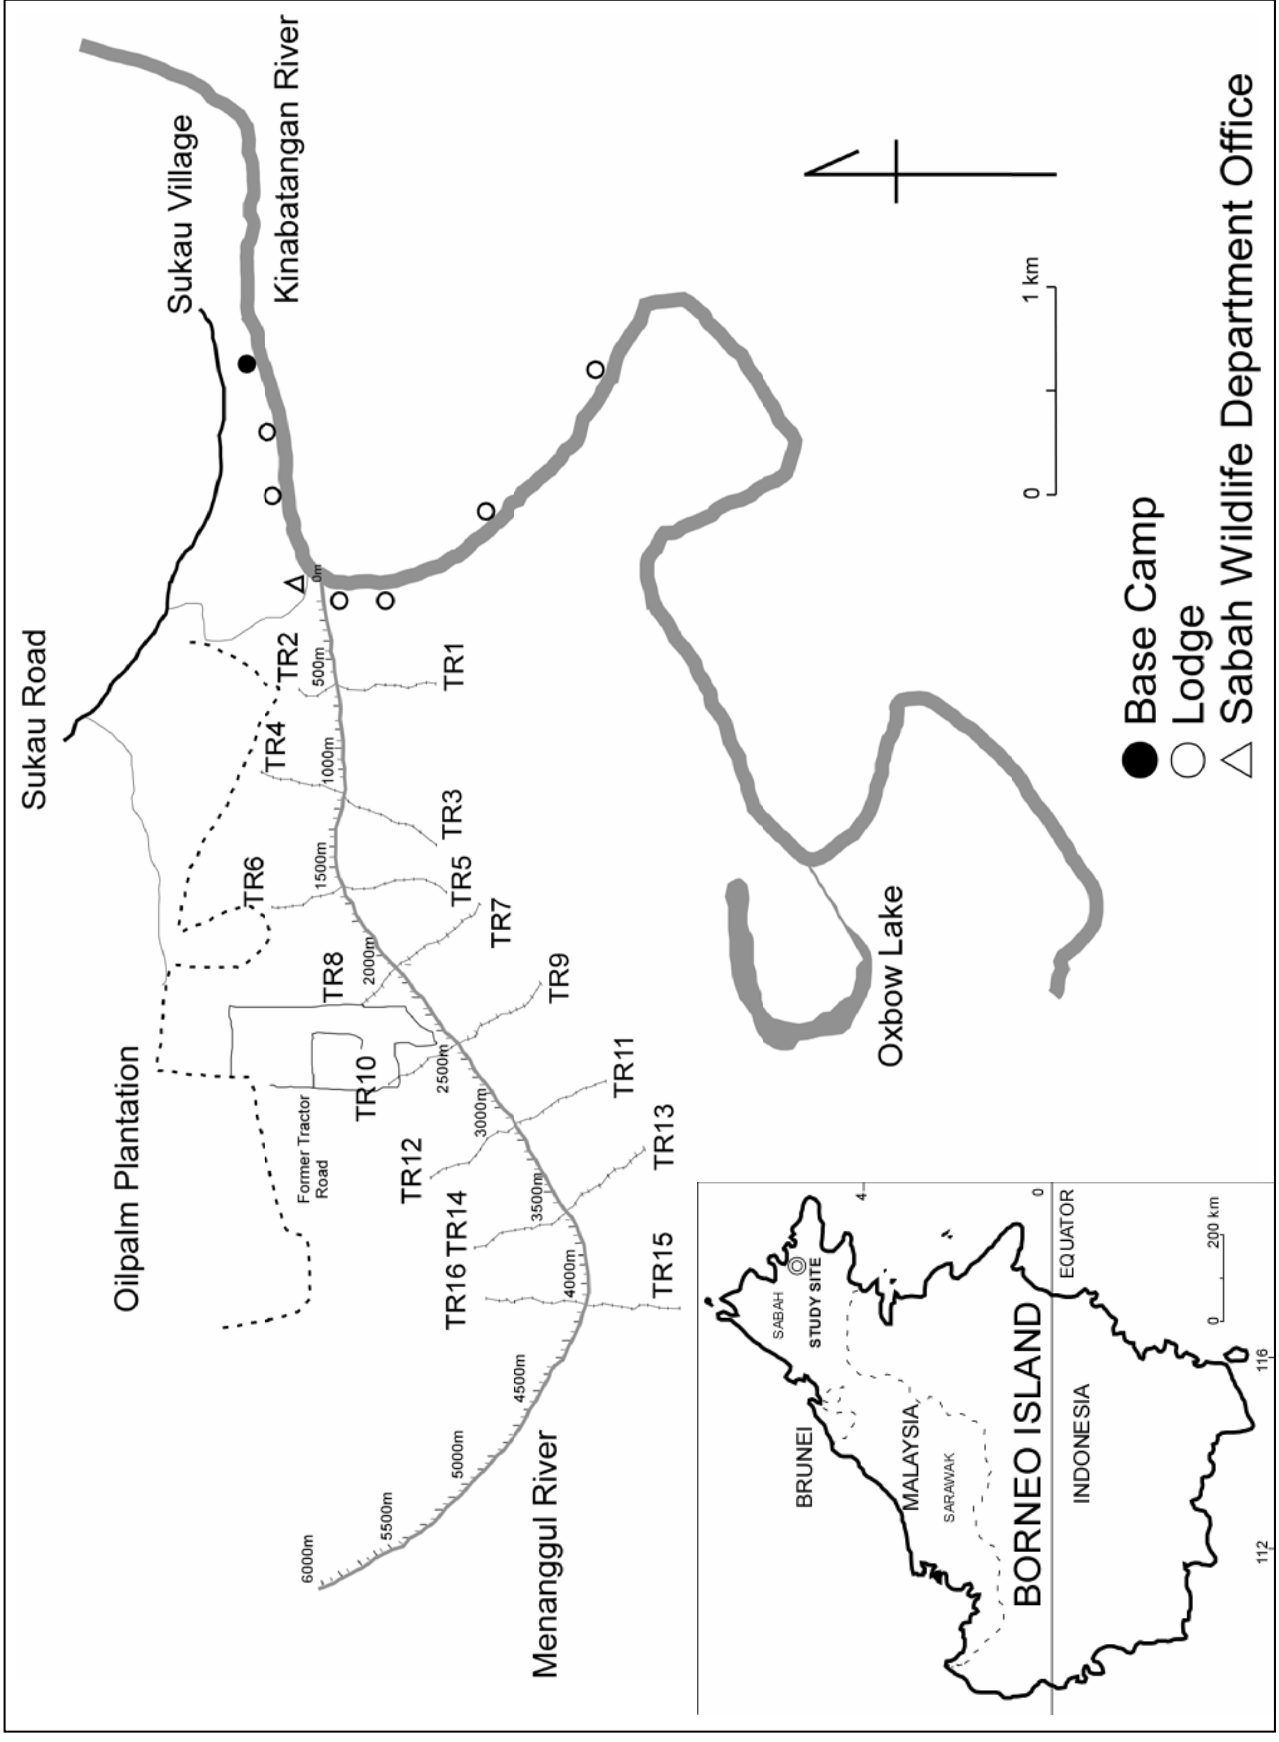 Sukau Road
Sukau Village
Kinabatangan River
Oilpalm Plantation
Former Tractor
Road
TR2
TR4
TR6
TR8
TR10
TR12
TR14
TR16
TR1
TR3
TR5
TR7
TR9
TR11
TR13
TR15
0m
500m
1000m
1500m
2000m
2500m
3000m
3500m
4000m
4500m
5000m
5500m
6000m
Menanggul River
Oxbow Lake
0
1 km
Base Camp
Lodge
Sabah Wildlife Department Office
SABAH
STUDY SITE
BRUNEI
MALAYSIA
SARAWAK
BORNEO ISLAND
INDONESIA
4
0
EQUATOR
0
200 km
112
116